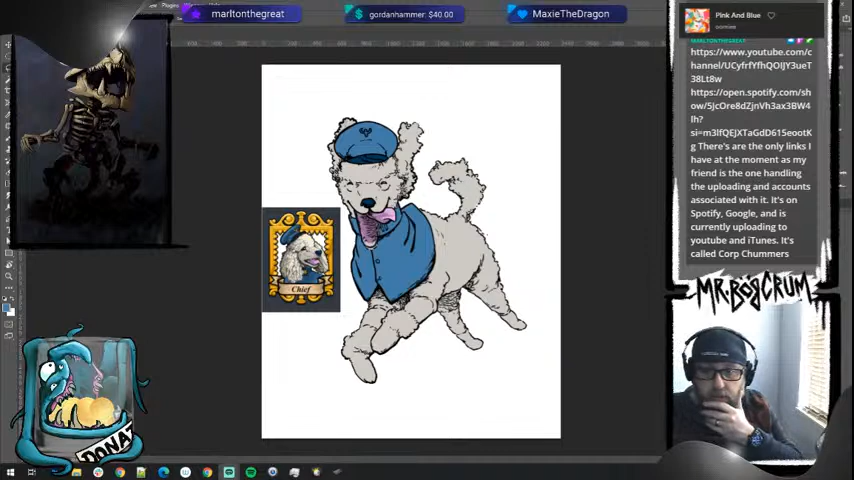 marltonthegreat
gordanhammer: $40.00
MaxieTheDragon
Pink And Blue
https://www.youtube.com/c
hannel/UCyfrfYfhQOIJY3ueT
38Lt8w
https://open.spotify.com/sh
ow/5JcOre8dZjnVh3ax3BW4
lh?
si=m3IfQEJXTaGdD615eootK
g There's are the only links I
have at the moment as my
friend is the one handling
the uploading and accounts
associated with it. It's on
Spotify, Google, and is
currently uploading to
youtube and iTunes. It's
called Corp Chummers
Chief
MR.BÖGCRUM
DONAT